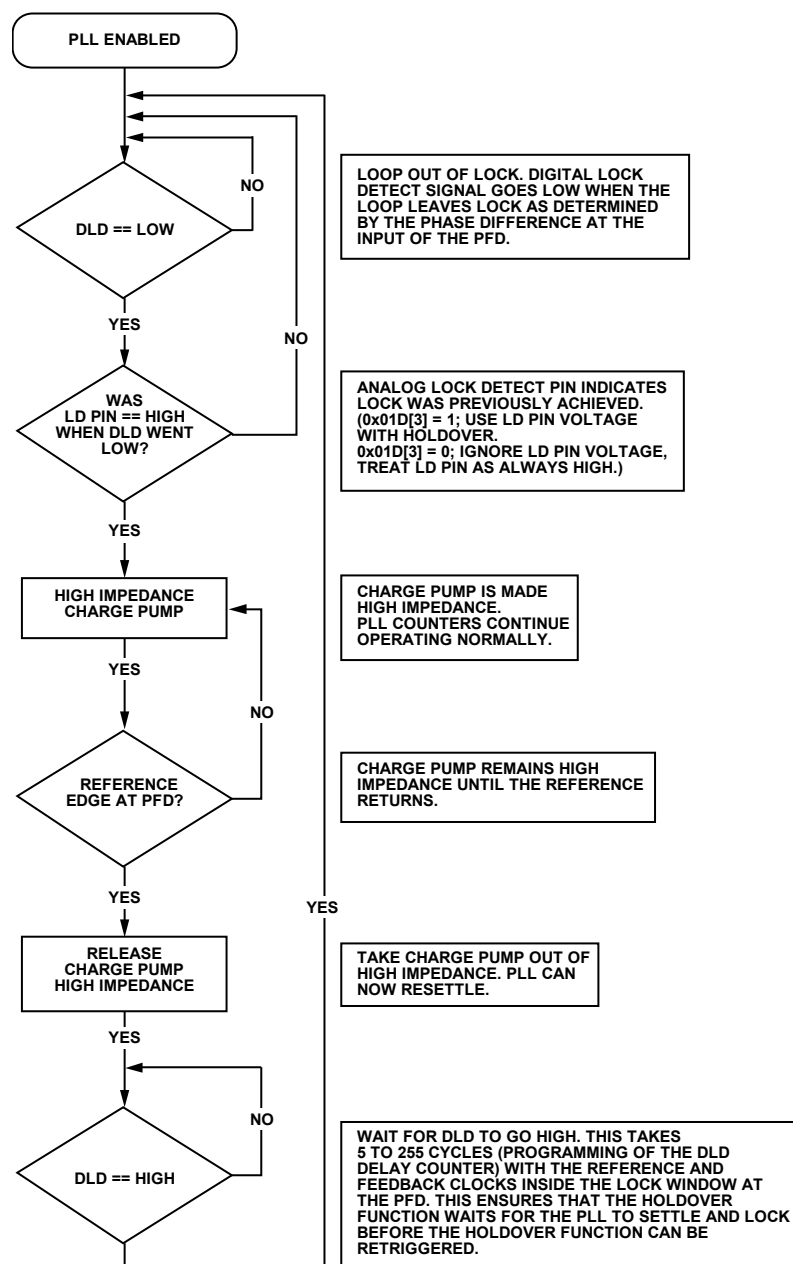 PLL ENABLED
NO
DLD == LOW
LOOP OUT OF LOCK. DIGITAL LOCK
DETECT SIGNAL GOES LOW WHEN THE
LOOP LEAVES LOCK AS DETERMINED
BY THE PHASE DIFFERENCE AT THE
INPUT OF THE PFD.
YES
NO
WAS
LD PIN == HIGH
WHEN DLD WENT
LOW?
ANALOG LOCK DETECT PIN INDICATES
LOCK WAS PREVIOUSLY ACHIEVED.
(0x01D[3] = 1; USE LD PIN VOLTAGE
WITH HOLDOVER.
0x01D[3] = 0; IGNORE LD PIN VOLTAGE,
TREAT LD PIN AS ALWAYS HIGH.)
YES
HIGH IMPEDANCE
CHARGE PUMP
CHARGE PUMP IS MADE
HIGH IMPEDANCE.
PLL COUNTERS CONTINUE
OPERATING NORMALLY.
YES
NO
REFERENCE
EDGE AT PFD?
CHARGE PUMP REMAINS HIGH
IMPEDANCE UNTIL THE REFERENCE
RETURNS.
YES
YES
RELEASE
CHARGE PUMP
HIGH IMPEDANCE
TAKE CHARGE PUMP OUT OF
HIGH IMPEDANCE. PLL CAN
NOW RESETTLE.
YES
NO
DLD == HIGH
WAIT FOR DLD TO GO HIGH. THIS TAKES
5 TO 255 CYCLES (PROGRAMMING OF THE DLD
DELAY COUNTER) WITH THE REFERENCE AND
FEEDBACK CLOCKS INSIDE THE LOCK WINDOW AT
THE PFD. THIS ENSURES THAT THE HOLDOVER
FUNCTION WAITS FOR THE PLL TO SETTLE AND LOCK
BEFORE THE HOLDOVER FUNCTION CAN BE
RETRIGGERED.